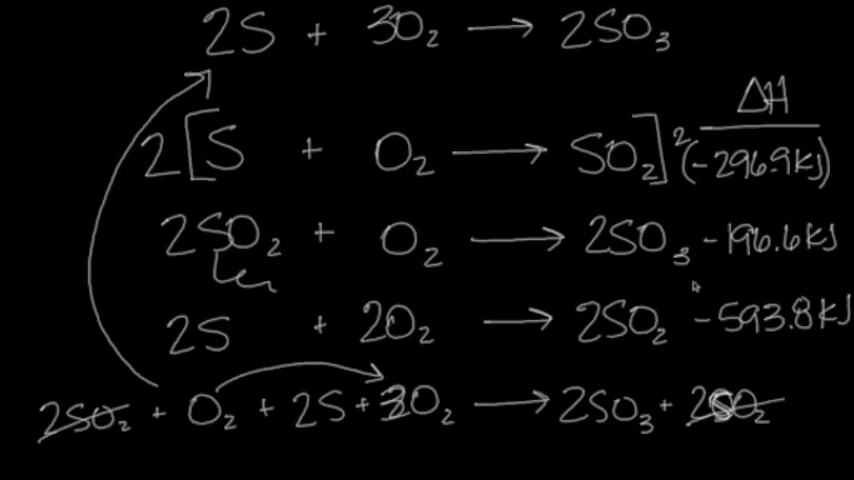 2S + 3O₂ → 2SO₃
ΔH
2[S + O₂ → SO₂] 2(-296.9kJ)
2SO₂ + O₂ → 2SO₃ -196.6kJ
2S + 2O₂ → 2SO₂ -593.8kJ
2SO₂ + O₂ + 2S + 3O₂ → 2SO₃ + 2SO₂